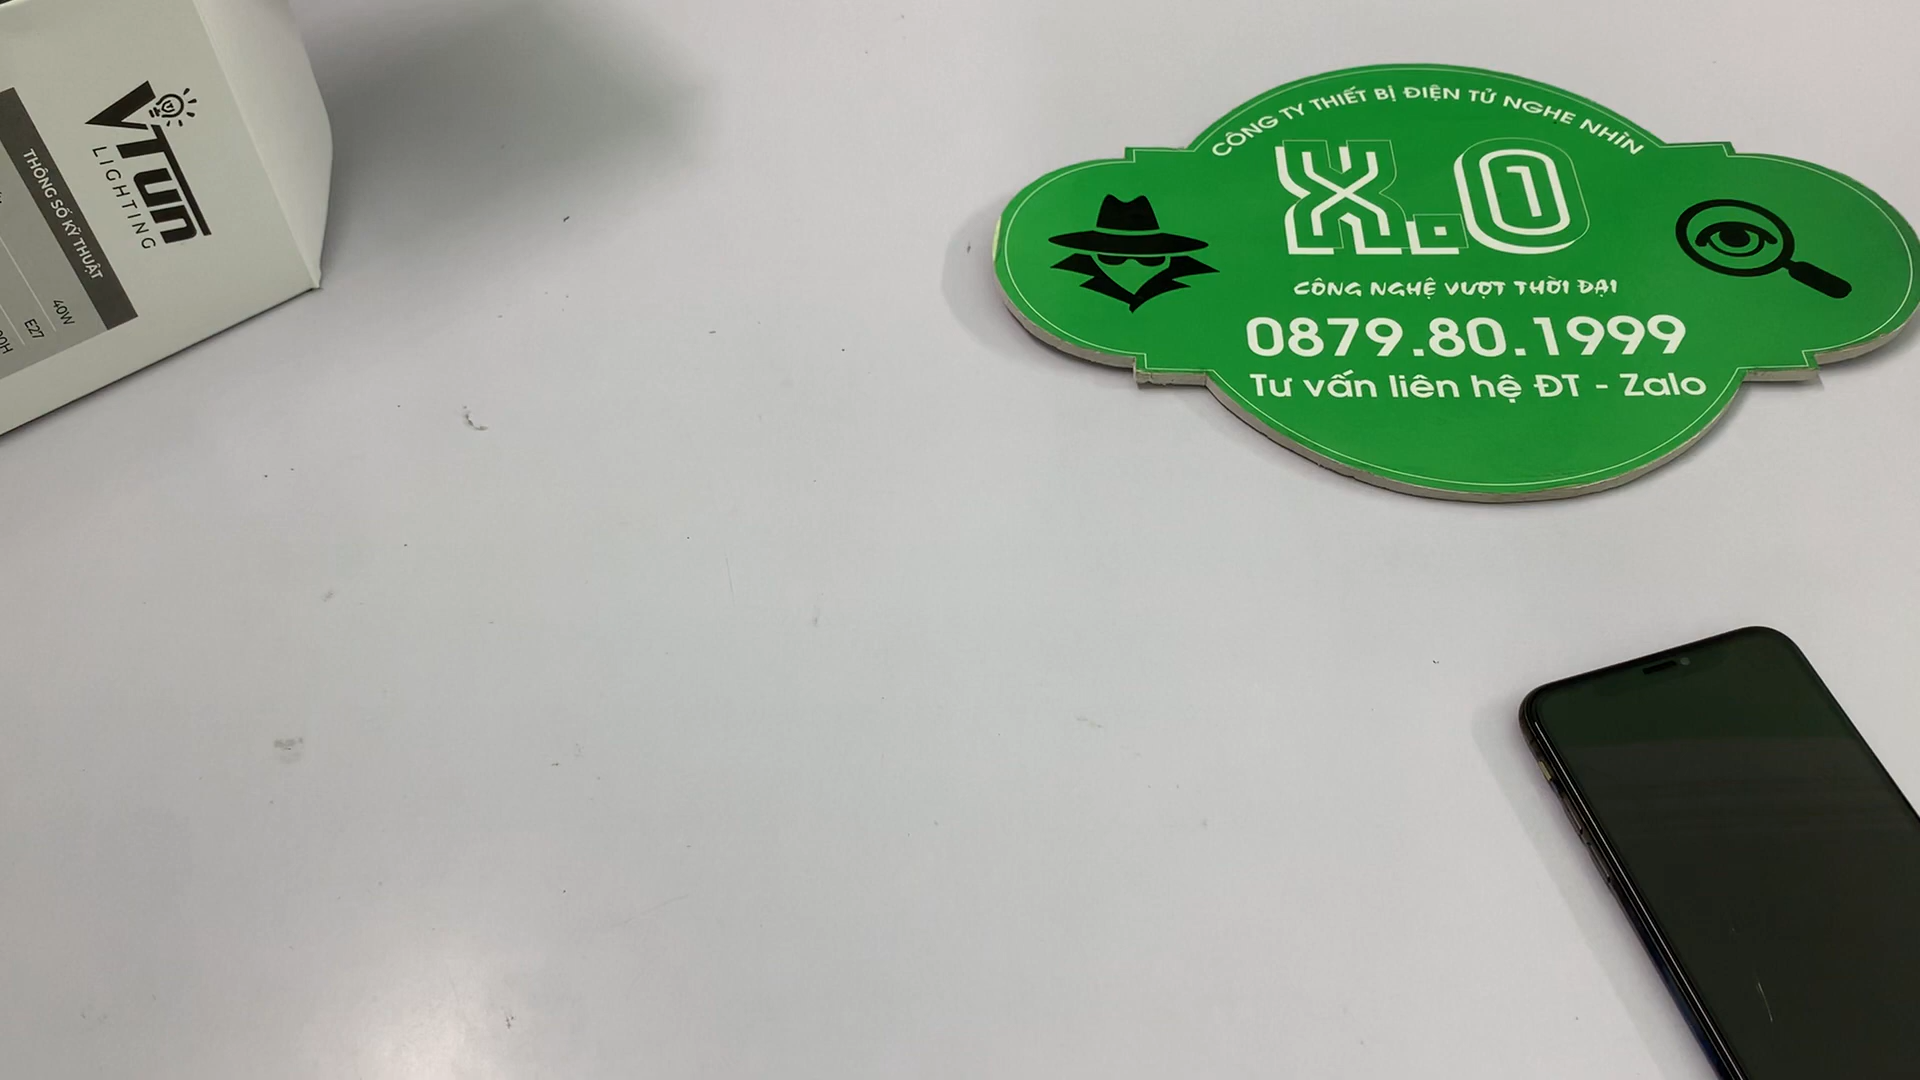 VTun
LIGHTING
THÔNG SỐ KỸ THUẬT
40W
E27
CÔNG TY THIẾT BỊ ĐIỆN TỬ NGHE NHÌN
X.O
CÔNG NGHỆ VƯỢT THỜI ĐẠI
0879.80.1999
Tư vấn liên hệ ĐT - Zalo